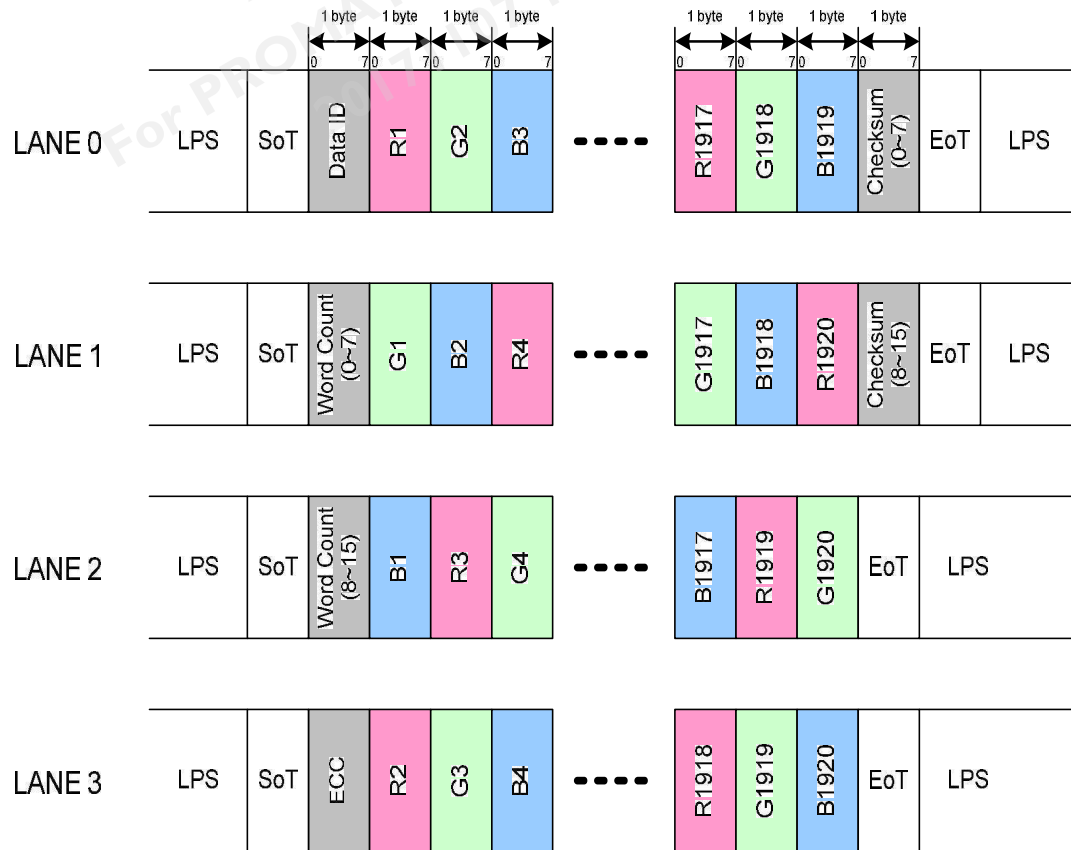 1 byte 1 byte 1 byte 1 byte 1 byte 1 byte 1 byte 1 byte
0 7 0 7 0 7 0 7 0 7 0 7 0 7 0 7
LANE 0 LPS SoT Data ID R1 G2 B3 R1917 G1918 B1919 Checksum (0~7) EoT LPS
LANE 1 LPS SoT Word Count (0~7) G1 B2 R4 G1917 B1918 R1920 Checksum (8~15) EoT LPS
LANE 2 LPS SoT Word Count (8~15) B1 R3 G4 B1917 R1919 G1920 EoT LPS
LANE 3 LPS SoT ECC R2 G3 B4 R1918 G1919 B1920 EoT LPS
For